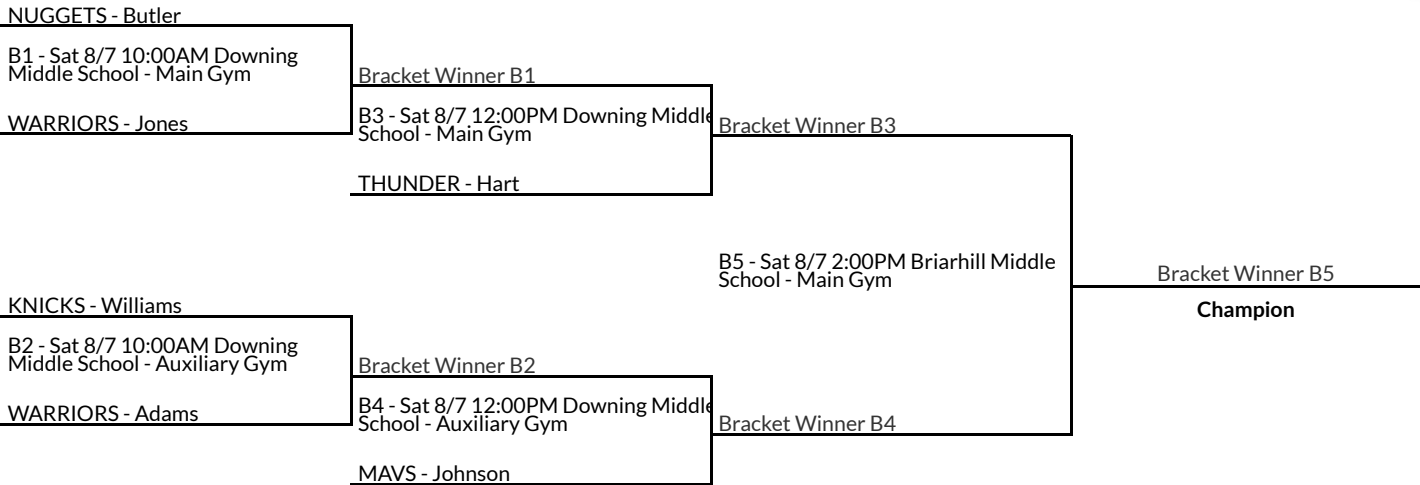 NUGGETS - Butler
B1 - Sat 8/7 10:00AM Downing
Middle School - Main Gym
WARRIORS - Jones
Bracket Winner B1
B3 - Sat 8/7 12:00PM Downing Middle
School - Main Gym
THUNDER - Hart
Bracket Winner B3
B5 - Sat 8/7 2:00PM Briarhill Middle
School - Main Gym
Bracket Winner B5
Champion
KNICKS - Williams
B2 - Sat 8/7 10:00AM Downing
Middle School - Auxiliary Gym
WARRIORS - Adams
Bracket Winner B2
B4 - Sat 8/7 12:00PM Downing Middle
School - Auxiliary Gym
MAVS - Johnson
Bracket Winner B4